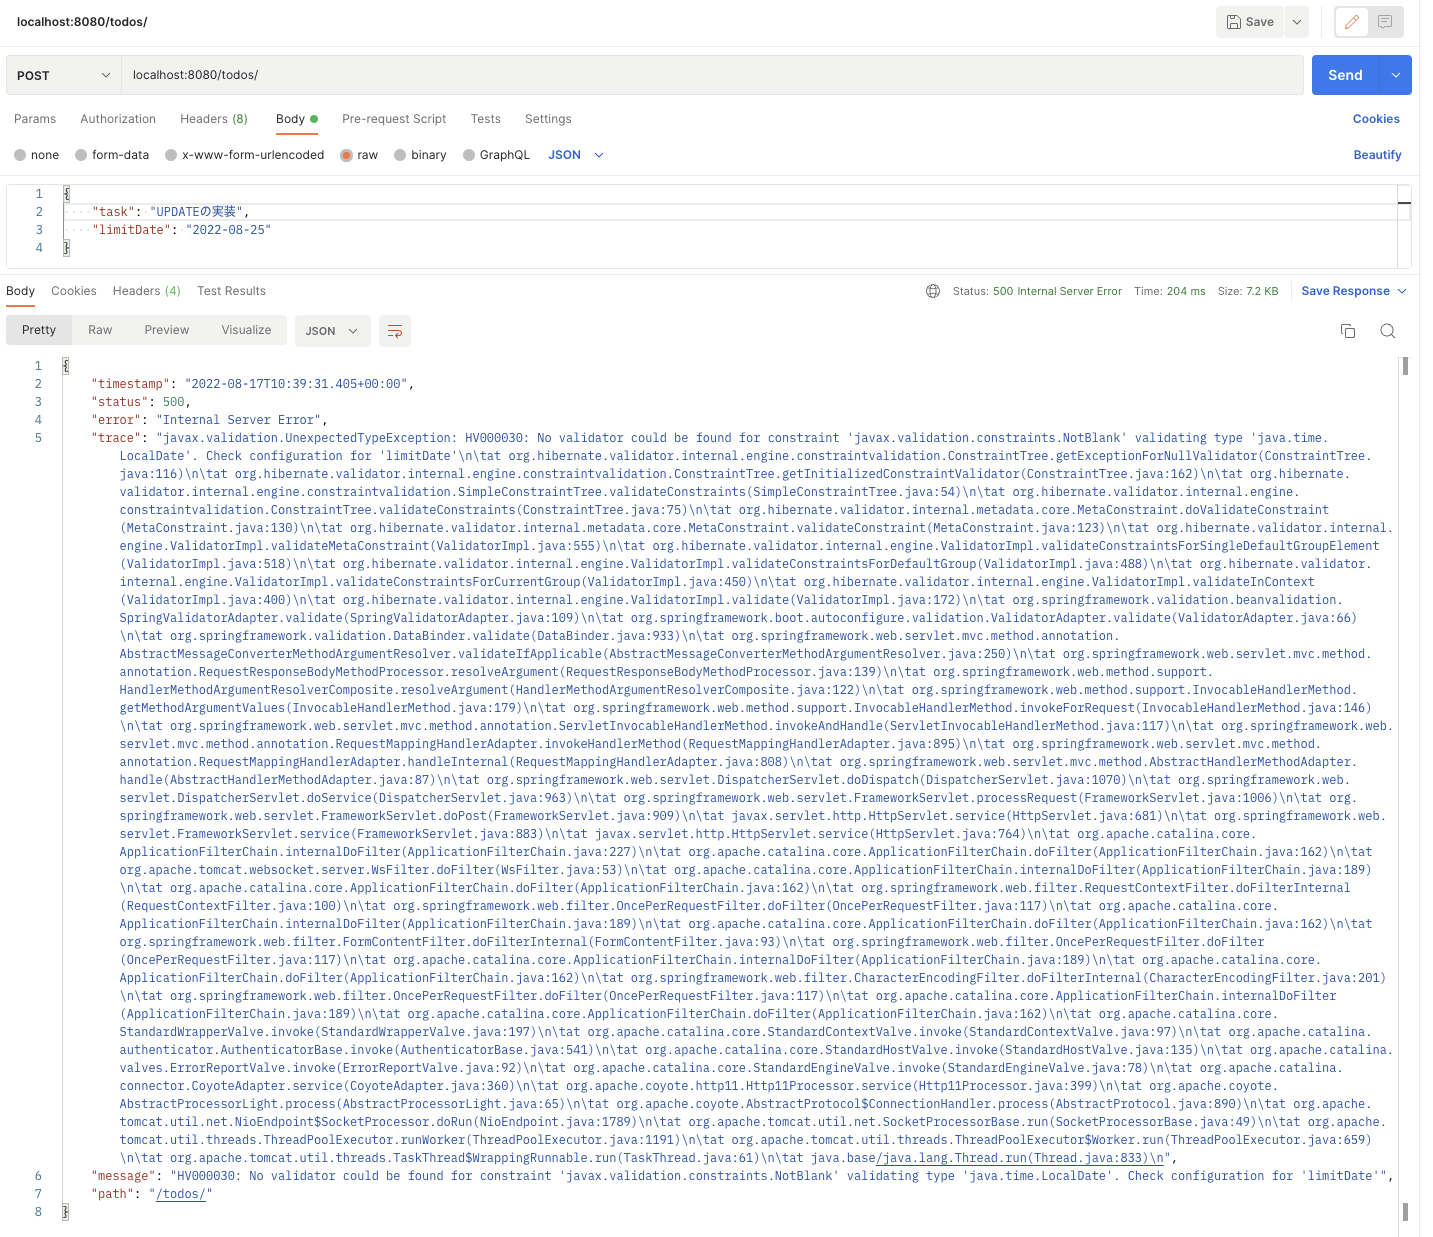 localhost:8080/todos/
Save
POST
localhost:8080/todos/
Send
Params Authorization Headers (8) Body Pre-request Script Tests Settings Cookies
none form-data x-www-form-urlencoded raw binary GraphQL JSON Beautify
1 {
2 ····"task":·"UPDATEの実装",
3 ····"limitDate":·"2022-08-25"
4 }
Body Cookies Headers (4) Test Results Status: 500 Internal Server Error Time: 204 ms Size: 7.2 KB Save Response
Pretty Raw Preview Visualize JSON
1 {
2 "timestamp": "2022-08-17T10:39:31.405+00:00",
3 "status": 500,
4 "error": "Internal Server Error",
5 "trace": "javax.validation.UnexpectedTypeException: HV000030: No validator could be found for constraint 'javax.validation.constraints.NotBlank' validating type 'java.time.
LocalDate'. Check configuration for 'limitDate'\n\tat org.hibernate.validator.internal.engine.constraintvalidation.ConstraintTree.getExceptionForNullValidator(ConstraintTree.
java:116)\n\tat org.hibernate.validator.internal.engine.constraintvalidation.ConstraintTree.getInitializedConstraintValidator(ConstraintTree.java:162)\n\tat org.hibernate.
validator.internal.engine.constraintvalidation.SimpleConstraintTree.validateConstraints(SimpleConstraintTree.java:54)\n\tat org.hibernate.validator.internal.engine.
constraintvalidation.ConstraintTree.validateConstraints(ConstraintTree.java:75)\n\tat org.hibernate.validator.internal.metadata.core.MetaConstraint.doValidateConstraint
(MetaConstraint.java:130)\n\tat org.hibernate.validator.internal.metadata.core.MetaConstraint.validateConstraint(MetaConstraint.java:123)\n\tat org.hibernate.validator.internal.
engine.ValidatorImpl.validateMetaConstraint(ValidatorImpl.java:555)\n\tat org.hibernate.validator.internal.engine.ValidatorImpl.validateConstraintsForSingleDefaultGroupElement
(ValidatorImpl.java:518)\n\tat org.hibernate.validator.internal.engine.ValidatorImpl.validateConstraintsForDefaultGroup(ValidatorImpl.java:488)\n\tat org.hibernate.validator.
internal.engine.ValidatorImpl.validateConstraintsForCurrentGroup(ValidatorImpl.java:450)\n\tat org.hibernate.validator.internal.engine.ValidatorImpl.validateInContext
(ValidatorImpl.java:400)\n\tat org.hibernate.validator.internal.engine.ValidatorImpl.validate(ValidatorImpl.java:172)\n\tat org.springframework.validation.beanvalidation.
SpringValidatorAdapter.validate(SpringValidatorAdapter.java:109)\n\tat org.springframework.boot.autoconfigure.validation.ValidatorAdapter.validate(ValidatorAdapter.java:66)
\n\tat org.springframework.validation.DataBinder.validate(DataBinder.java:933)\n\tat org.springframework.web.servlet.mvc.method.annotation.
AbstractMessageConverterMethodArgumentResolver.validateIfApplicable(AbstractMessageConverterMethodArgumentResolver.java:250)\n\tat org.springframework.web.servlet.mvc.method.
annotation.RequestResponseBodyMethodProcessor.resolveArgument(RequestResponseBodyMethodProcessor.java:139)\n\tat org.springframework.web.method.support.
HandlerMethodArgumentResolverComposite.resolveArgument(HandlerMethodArgumentResolverComposite.java:122)\n\tat org.springframework.web.method.support.InvocableHandlerMethod.
getMethodArgumentValues(InvocableHandlerMethod.java:179)\n\tat org.springframework.web.method.support.InvocableHandlerMethod.invokeForRequest(InvocableHandlerMethod.java:146)
\n\tat org.springframework.web.servlet.mvc.method.annotation.ServletInvocableHandlerMethod.invokeAndHandle(ServletInvocableHandlerMethod.java:117)\n\tat org.springframework.web.
servlet.mvc.method.annotation.RequestMappingHandlerAdapter.invokeHandlerMethod(RequestMappingHandlerAdapter.java:895)\n\tat org.springframework.web.servlet.mvc.method.
annotation.RequestMappingHandlerAdapter.handleInternal(RequestMappingHandlerAdapter.java:808)\n\tat org.springframework.web.servlet.mvc.method.AbstractHandlerMethodAdapter.
handle(AbstractHandlerMethodAdapter.java:87)\n\tat org.springframework.web.servlet.DispatcherServlet.doDispatch(DispatcherServlet.java:1070)\n\tat org.springframework.web.
servlet.DispatcherServlet.doService(DispatcherServlet.java:963)\n\tat org.springframework.web.servlet.FrameworkServlet.processRequest(FrameworkServlet.java:1006)\n\tat org.
springframework.web.servlet.FrameworkServlet.doPost(FrameworkServlet.java:909)\n\tat javax.servlet.http.HttpServlet.service(HttpServlet.java:681)\n\tat org.springframework.web.
servlet.FrameworkServlet.service(FrameworkServlet.java:883)\n\tat javax.servlet.http.HttpServlet.service(HttpServlet.java:764)\n\tat org.apache.catalina.core.
ApplicationFilterChain.internalDoFilter(ApplicationFilterChain.java:227)\n\tat org.apache.catalina.core.ApplicationFilterChain.doFilter(ApplicationFilterChain.java:162)\n\tat
org.apache.tomcat.websocket.server.WsFilter.doFilter(WsFilter.java:53)\n\tat org.apache.catalina.core.ApplicationFilterChain.internalDoFilter(ApplicationFilterChain.java:189)
\n\tat org.apache.catalina.core.ApplicationFilterChain.doFilter(ApplicationFilterChain.java:162)\n\tat org.springframework.web.filter.RequestContextFilter.doFilterInternal
(RequestContextFilter.java:100)\n\tat org.springframework.web.filter.OncePerRequestFilter.doFilter(OncePerRequestFilter.java:117)\n\tat org.apache.catalina.core.
ApplicationFilterChain.internalDoFilter(ApplicationFilterChain.java:189)\n\tat org.apache.catalina.core.ApplicationFilterChain.doFilter(ApplicationFilterChain.java:162)\n\tat
org.springframework.web.filter.FormContentFilter.doFilterInternal(FormContentFilter.java:93)\n\tat org.springframework.web.filter.OncePerRequestFilter.doFilter
(OncePerRequestFilter.java:117)\n\tat org.apache.catalina.core.ApplicationFilterChain.internalDoFilter(ApplicationFilterChain.java:189)\n\tat org.apache.catalina.core.
ApplicationFilterChain.doFilter(ApplicationFilterChain.java:162)\n\tat org.springframework.web.filter.CharacterEncodingFilter.doFilterInternal(CharacterEncodingFilter.java:201)
\n\tat org.springframework.web.filter.OncePerRequestFilter.doFilter(OncePerRequestFilter.java:117)\n\tat org.apache.catalina.core.ApplicationFilterChain.internalDoFilter
(ApplicationFilterChain.java:189)\n\tat org.apache.catalina.core.ApplicationFilterChain.doFilter(ApplicationFilterChain.java:162)\n\tat org.apache.catalina.core.
StandardWrapperValve.invoke(StandardWrapperValve.java:197)\n\tat org.apache.catalina.core.StandardContextValve.invoke(StandardContextValve.java:97)\n\tat org.apache.catalina.
authenticator.AuthenticatorBase.invoke(AuthenticatorBase.java:541)\n\tat org.apache.catalina.core.StandardHostValve.invoke(StandardHostValve.java:135)\n\tat org.apache.catalina.
valves.ErrorReportValve.invoke(ErrorReportValve.java:92)\n\tat org.apache.catalina.core.StandardEngineValve.invoke(StandardEngineValve.java:78)\n\tat org.apache.catalina.
connector.CoyoteAdapter.service(CoyoteAdapter.java:360)\n\tat org.apache.coyote.http11.Http11Processor.service(Http11Processor.java:399)\n\tat org.apache.coyote.
AbstractProcessorLight.process(AbstractProcessorLight.java:65)\n\tat org.apache.coyote.AbstractProtocol$ConnectionHandler.process(AbstractProtocol.java:890)\n\tat org.apache.
tomcat.util.net.NioEndpoint$SocketProcessor.doRun(NioEndpoint.java:1789)\n\tat org.apache.tomcat.util.net.SocketProcessorBase.run(SocketProcessorBase.java:49)\n\tat org.apache.
tomcat.util.threads.ThreadPoolExecutor.runWorker(ThreadPoolExecutor.java:1191)\n\tat org.apache.tomcat.util.threads.ThreadPoolExecutor$Worker.run(ThreadPoolExecutor.java:659)
\n\tat org.apache.tomcat.util.threads.TaskThread$WrappingRunnable.run(TaskThread.java:61)\n\tat java.base/java.lang.Thread.run(Thread.java:833)\n",
6 "message": "HV000030: No validator could be found for constraint 'javax.validation.constraints.NotBlank' validating type 'java.time.LocalDate'. Check configuration for 'limitDate'",
7 "path": "/todos/"
8 }